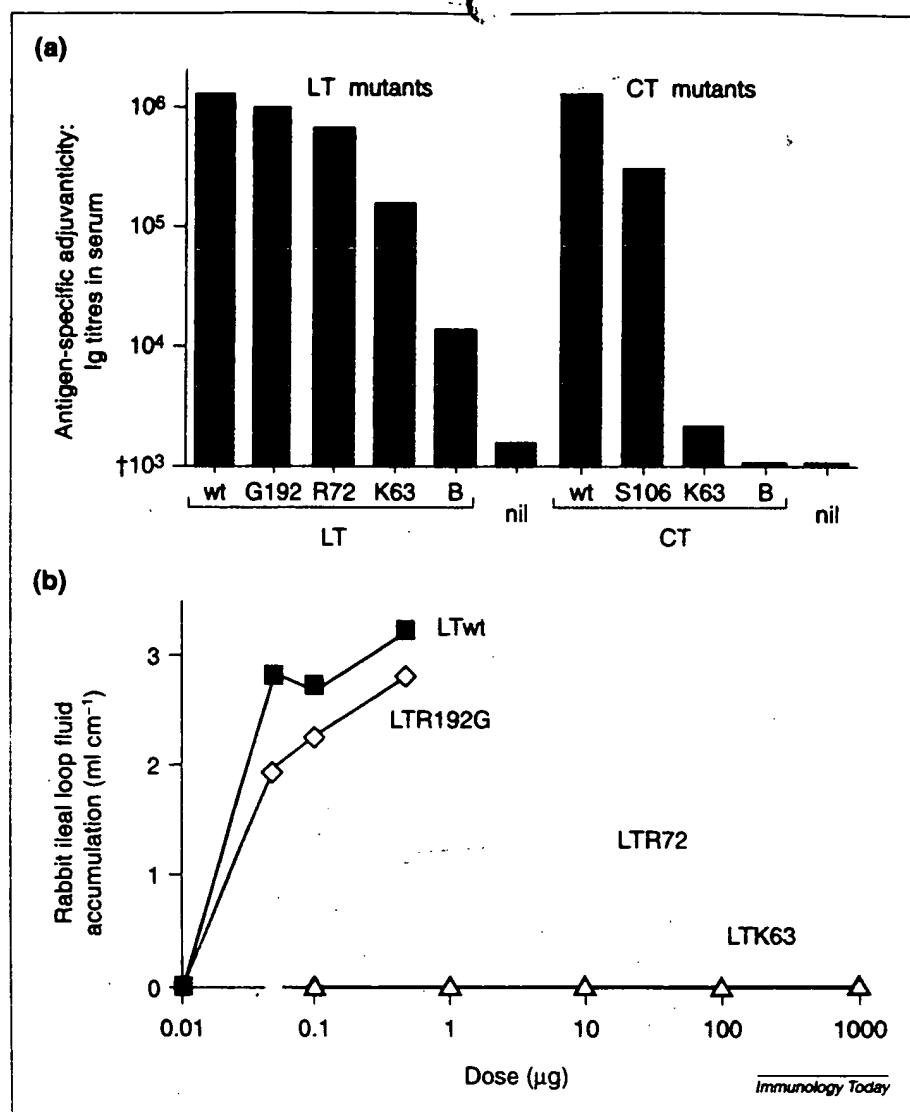 (a)
LT mutants
CT mutants
Antigen-specific adjuvanticity:
Ig titres in serum
10⁶
10⁵
10⁴
†10³
wt G192 R72 K63 B nil wt S106 K63 B nil
LT CT
(b)
Rabbit ileal loop fluid
accumulation (ml cm⁻¹)
3
2
1
0
LTwt
LTR192G
LTR72
LTK63
0.01 0.1 1 10 100 1000
Dose (μg)
Immunology Today